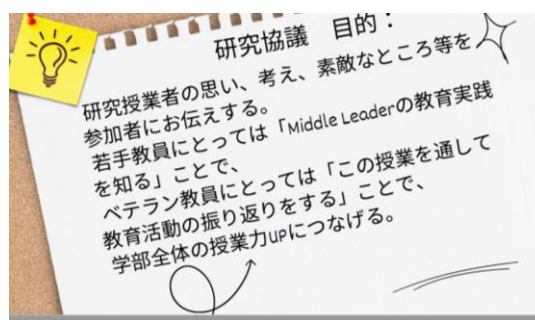 研究協議　目的：
研究授業者の思い、考え、素敵なところ等を
参加者にお伝えする。
若手教員にとっては「Middle Leaderの教育実践
を知る」ことで、
ベテラン教員にとっては「この授業を通して
教育活動の振り返りをする」ことで、
学部全体の授業力UPにつなげる。